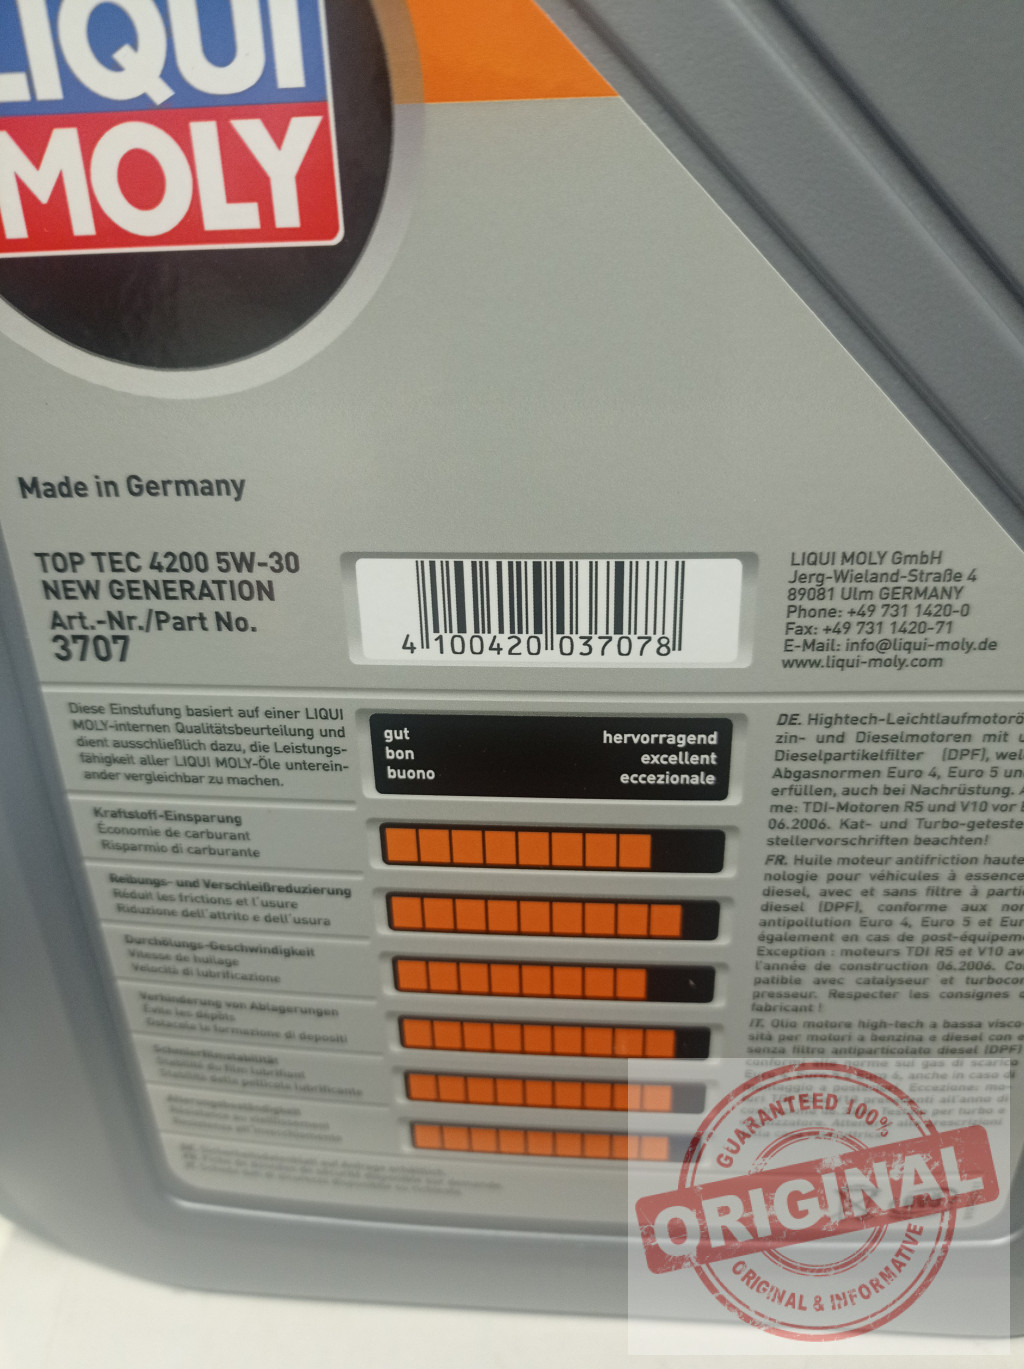 LIQUI
MOLY
Made in Germany
TOP TEC 4200 5W-30
NEW GENERATION
Art.-Nr./Part No.
3707
4 100420 037078
LIQUI MOLY GmbH
Jerg-Wieland-Straße 4
89081 Ulm GERMANY
Phone: +49 731 1420-0
Fax: +49 731 1420-71
E-Mail: info@liqui-moly.de
www.liqui-moly.com
Diese Einstufung basiert auf einer LIQUI
MOLY-internen Qualitätsbeurteilung und
dient ausschließlich dazu, die Leistungs-
fähigkeit aller LIQUI MOLY-Öle unterein-
ander vergleichbar zu machen.
gut
bon
buono
hervorragend
excellent
eccezionale
Kraftstoff-Einsparung
Économie de carburant
Risparmio di carburante
Reibungs- und Verschleißreduzierung
Réduit les frictions et l'usure
Riduzione dell'attrito e dell'usura
Durchölungs-Geschwindigkeit
Vitesse de huilage
Velocità di lubrificazione
Verhinderung von Ablagerungen
Évite les dépôts
Ostacola la formazione di depositi
DE. Hightech-Leichtlaufmotorö
zin- und Dieselmotoren mit u
Dieselpartikelfilter (DPF), wel
Abgasnormen Euro 4, Euro 5 un
erfüllen, auch bei Nachrüstung. A
me: TDI-Motoren R5 und V10 vor
06.2006. Kat- und Turbo-geteste
stellervorschriften beachten!
FR. Huile moteur antifriction haute
nologie pour véhicules à essence
diesel, avec et sans filtre à parti
diesel (DPF), conforme aux nor
antipollution Euro 4, Euro 5 et Eur
également en cas de post-équipem
Exception : moteurs TDI R5 et V10 av
l'année de construction 06.2006. Co
patible avec catalyseur et turbocor
presseur. Respecter les consignes d
fabricant !
IT. Olio motore high-tech a bassa visco
sità per motori a benzina e diesel con e
senza filtro antiparticolato diesel (DPF)
GUARANTEED 100%
ORIGINAL
ORIGINAL & INFORMATIVE